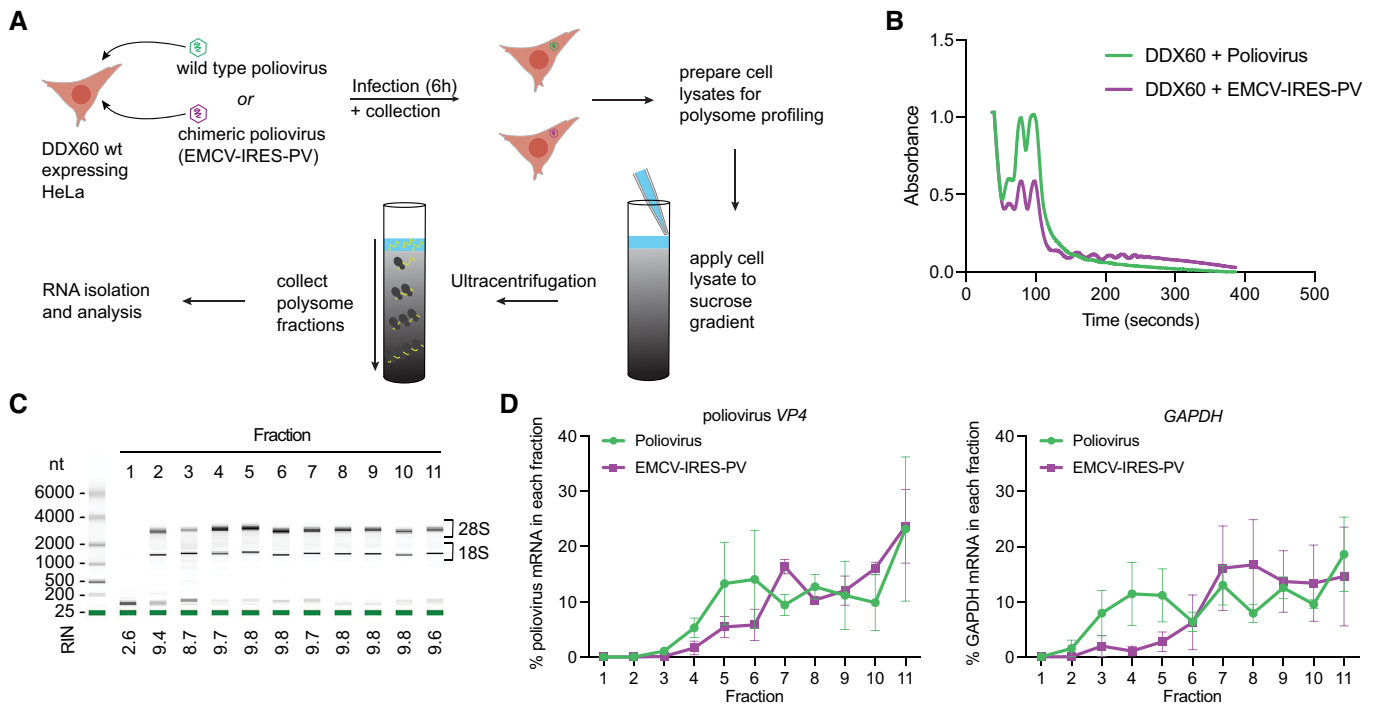 A
wild type poliovirus
or
chimeric poliovirus
(EMCV-IRES-PV)
DDX60 wt
expressing
HeLa
Infection (6h)
+ collection
prepare cell
lysates for
polysome profiling
apply cell
lysate to
sucrose
gradient
Ultracentrifugation
collect
polysome
fractions
RNA isolation
and analysis
B
1.5
1.0
0.5
0.0
Absorbance
0 100 200 300 400 500
Time (seconds)
DDX60 + Poliovirus
DDX60 + EMCV-IRES-PV
C
Fraction
nt
1 2 3 4 5 6 7 8 9 10 11
6000 -
4000 -
2000 -
1000 -
500 -
200 -
25 -
28S
18S
RIN
2.6 9.4 8.7 9.7 9.8 9.8 9.7 9.8 9.8 9.8 9.6
D
poliovirus VP4
% poliovirus mRNA in each fraction
40
30
20
10
0
Poliovirus
EMCV-IRES-PV
1 2 3 4 5 6 7 8 9 10 11
Fraction
GAPDH
% GAPDH mRNA in each fraction
40
30
20
10
0
Poliovirus
EMCV-IRES-PV
1 2 3 4 5 6 7 8 9 10 11
Fraction